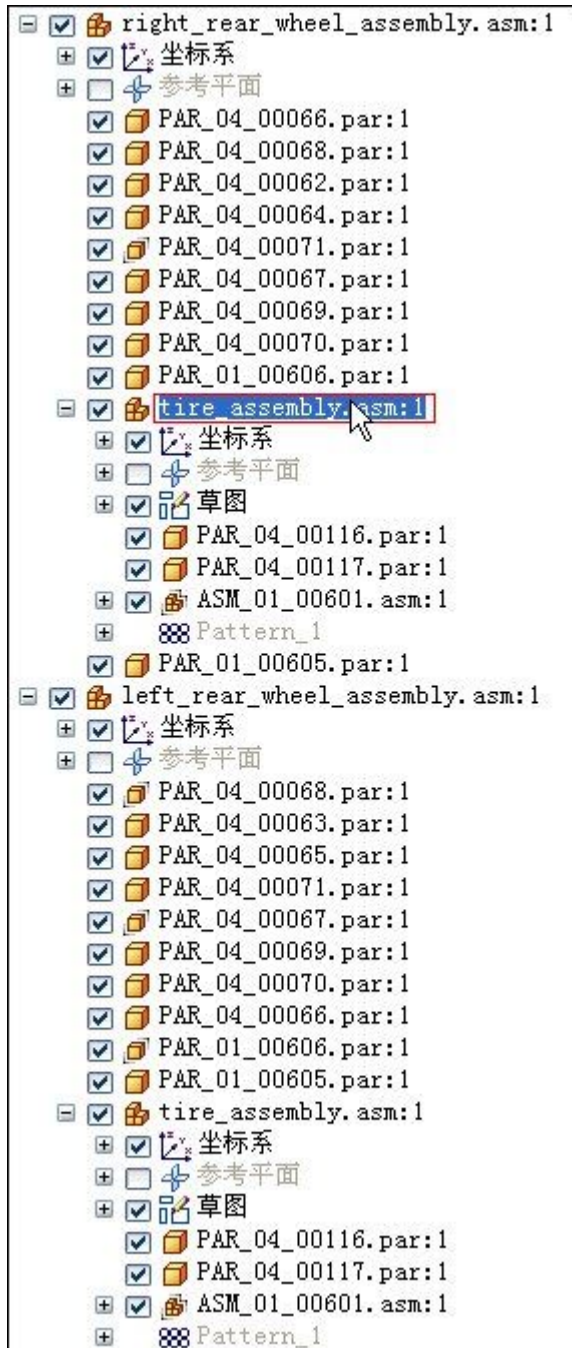 right_rear_wheel_assembly.asm:1
坐标系
参考平面
PAR_04_00066.par:1
PAR_04_00068.par:1
PAR_04_00062.par:1
PAR_04_00064.par:1
PAR_04_00071.par:1
PAR_04_00067.par:1
PAR_04_00069.par:1
PAR_04_00070.par:1
PAR_01_00606.par:1
tire_assembly.asm:1
坐标系
参考平面
草图
PAR_04_00116.par:1
PAR_04_00117.par:1
ASM_01_00601.asm:1
Pattern_1
PAR_01_00605.par:1
left_rear_wheel_assembly.asm:1
坐标系
参考平面
PAR_04_00068.par:1
PAR_04_00063.par:1
PAR_04_00065.par:1
PAR_04_00071.par:1
PAR_04_00067.par:1
PAR_04_00069.par:1
PAR_04_00070.par:1
PAR_04_00066.par:1
PAR_01_00606.par:1
PAR_01_00605.par:1
tire_assembly.asm:1
坐标系
参考平面
草图
PAR_04_00116.par:1
PAR_04_00117.par:1
ASM_01_00601.asm:1
Pattern_1